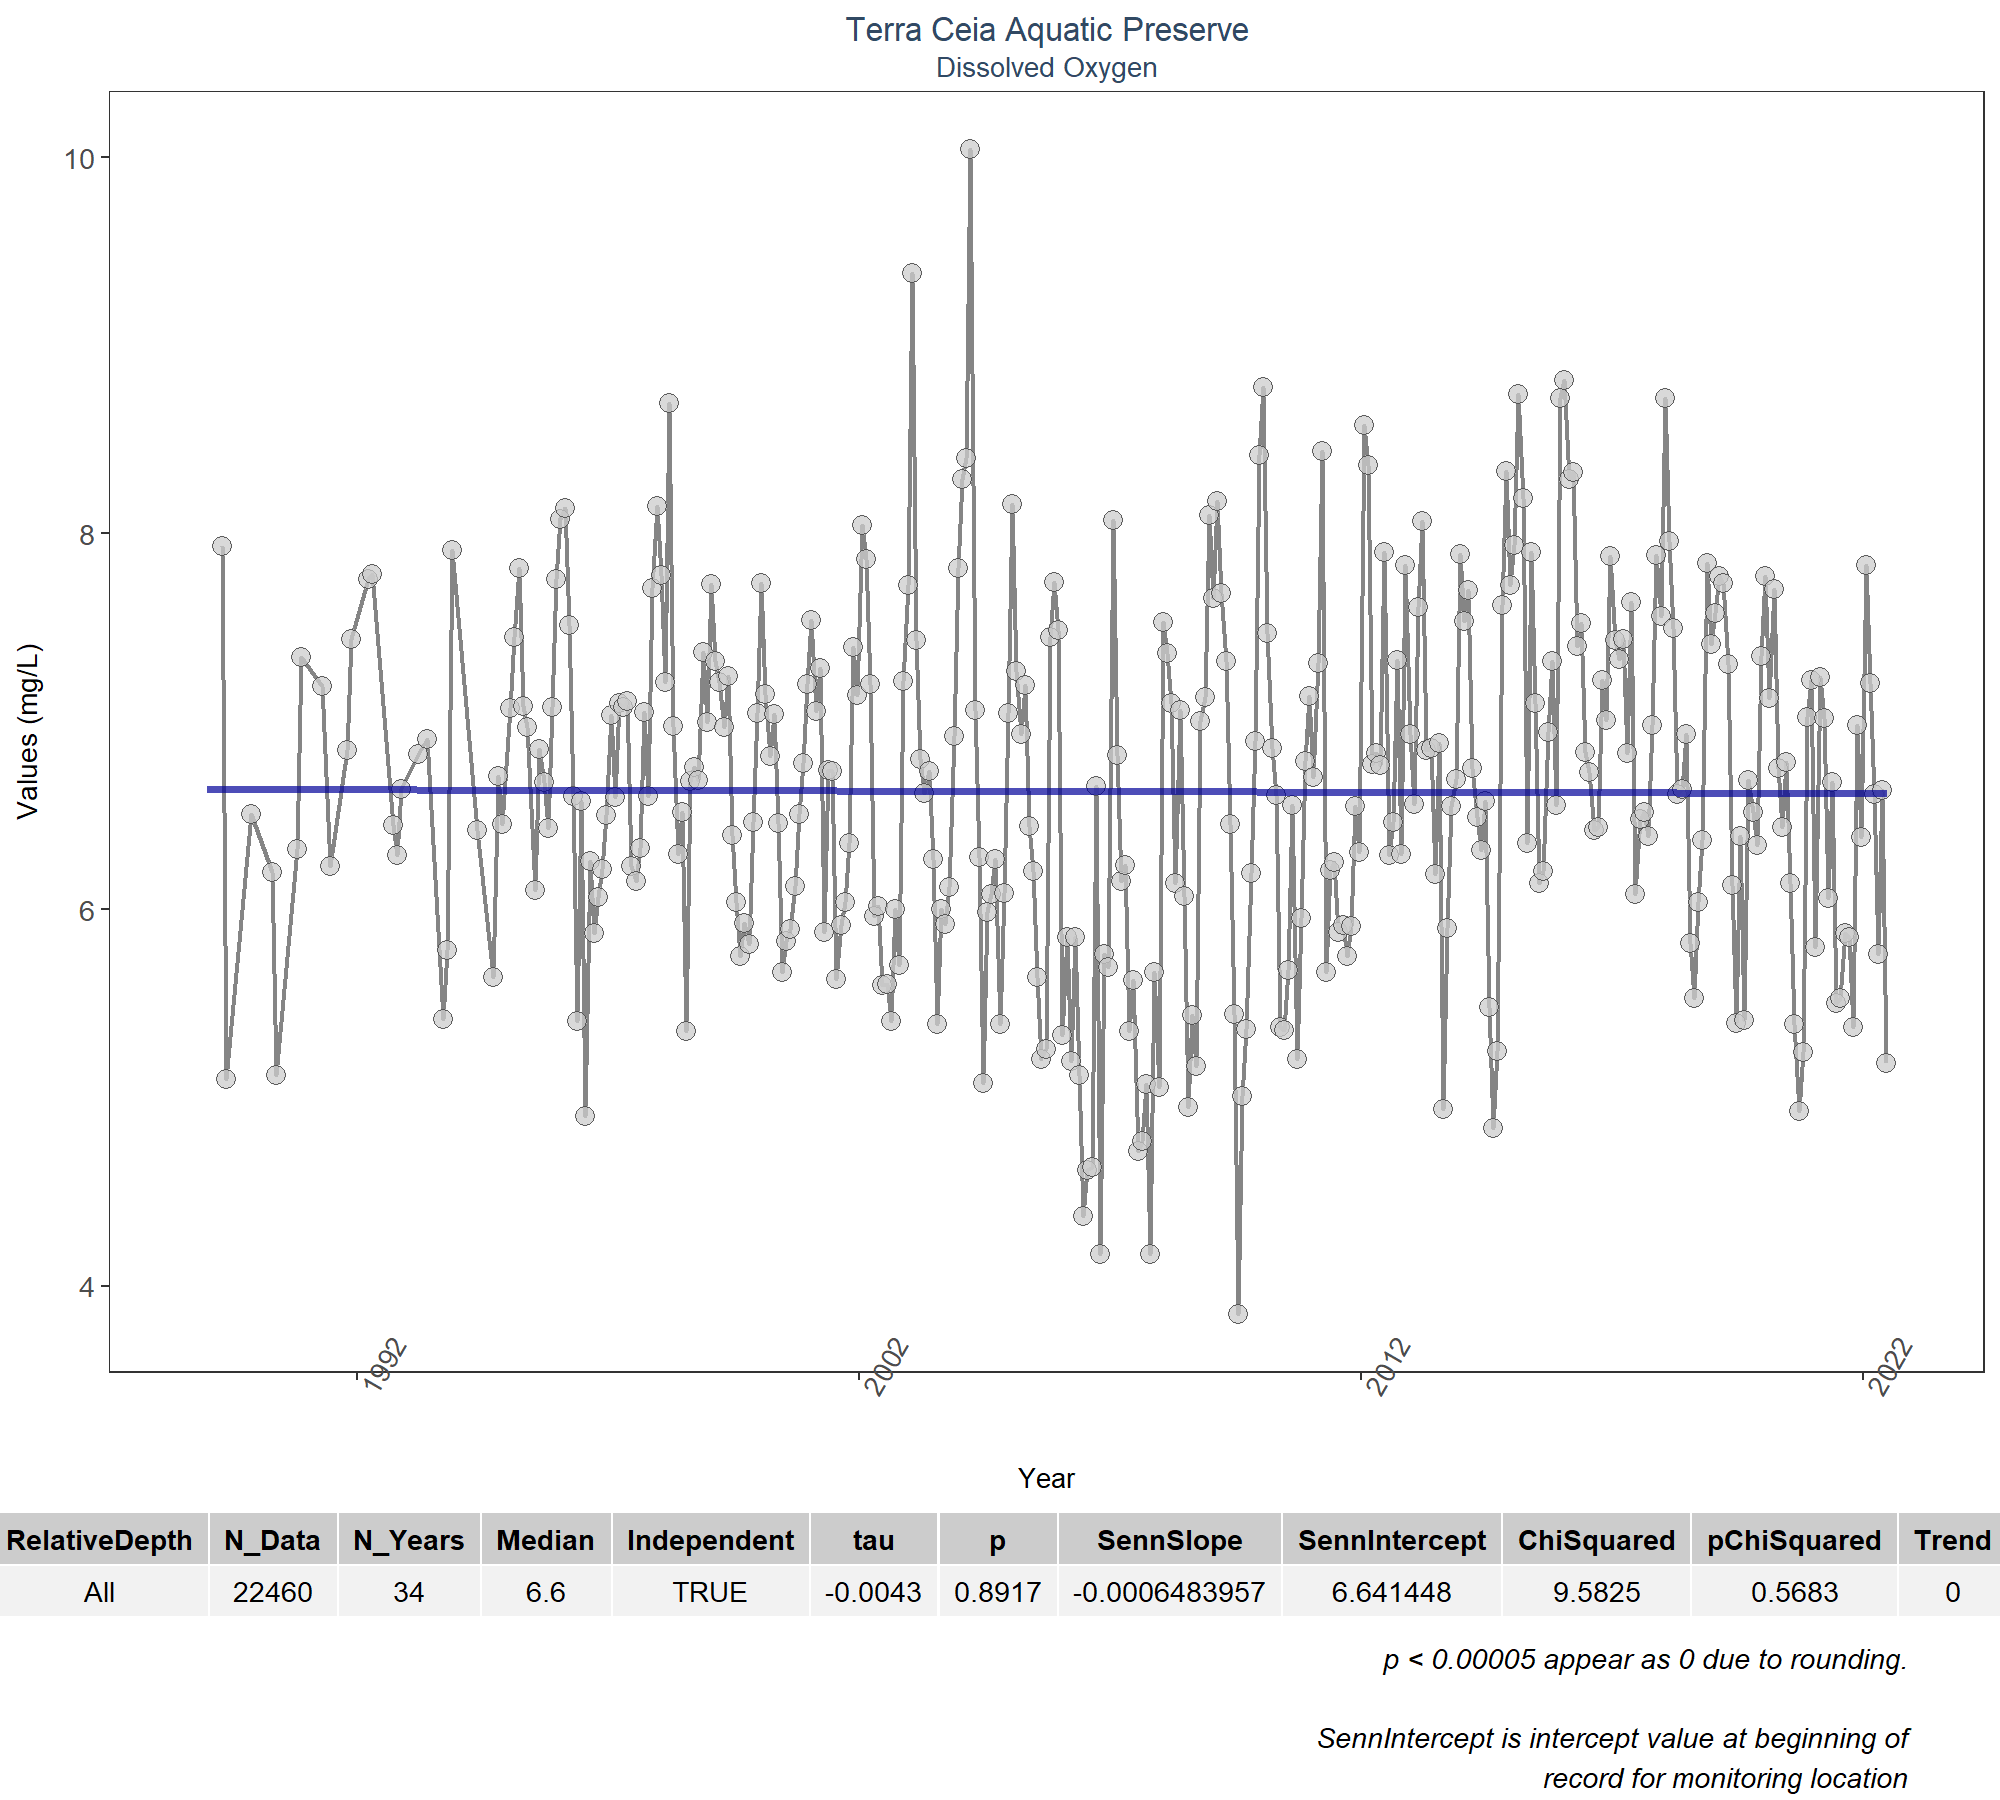 Terra Ceia Aquatic Preserve
Dissolved Oxygen
Values (mg/L)
10
8
6
4
1992 2002 2012 2022
Year
RelativeDepth N_Data N_Years Median Independent tau p SennSlope SennIntercept ChiSquared pChiSquared Trend
All 22460 34 6.6 TRUE -0.0043 0.8917 -0.0006483957 6.641448 9.5825 0.5683 0
p < 0.00005 appear as 0 due to rounding.
SennIntercept is intercept value at beginning of
record for monitoring location